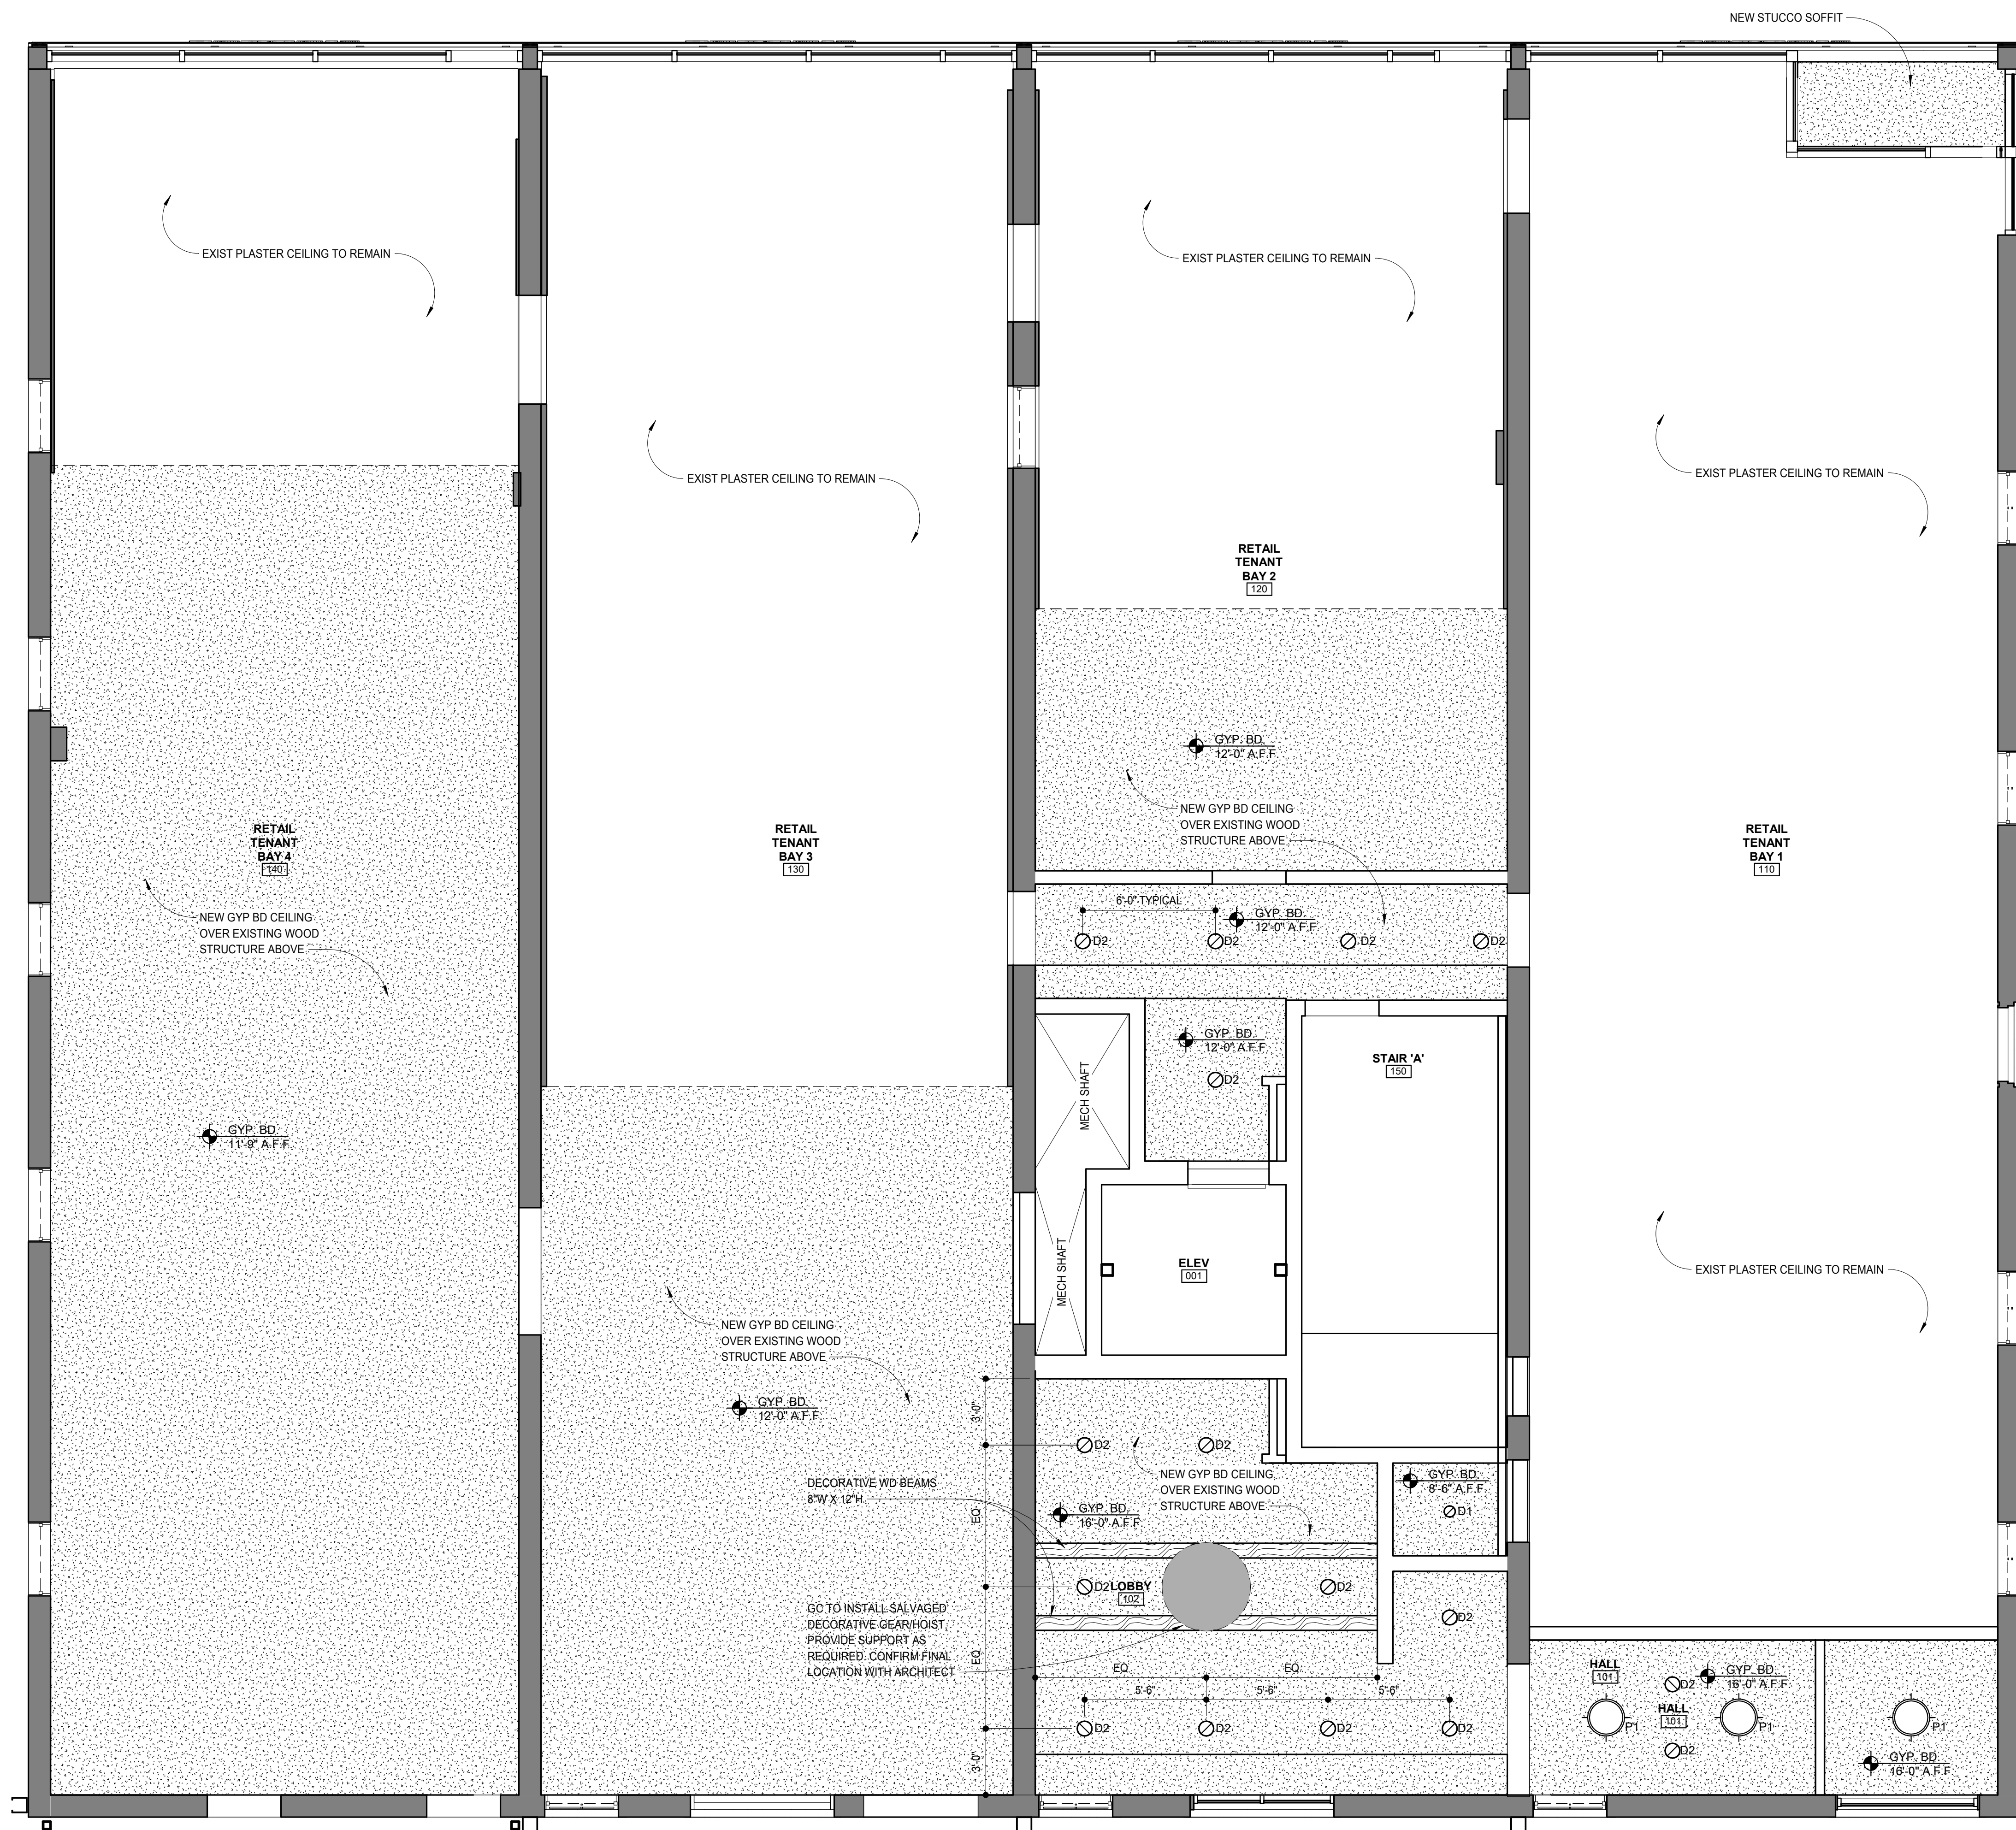 NEW STUCCO SOFFIT
EXIST PLASTER CEILING TO REMAIN
EXIST PLASTER CEILING TO REMAIN
EXIST PLASTER CEILING TO REMAIN
EXIST PLASTER CEILING TO REMAIN
RETAIL
TENANT
BAY 2
120
GYP. BD.
12'-0" A.F.F.
NEW GYP BD CEILING
OVER EXISTING WOOD
STRUCTURE ABOVE
RETAIL
TENANT
BAY 4
140
RETAIL
TENANT
BAY 3
130
RETAIL
TENANT
BAY 1
110
NEW GYP BD CEILING
OVER EXISTING WOOD
STRUCTURE ABOVE
6'-0" TYPICAL
GYP. BD.
12'-0" A.F.F.
D2
D2
D2
D2
GYP. BD.
12'-0" A.F.F.
D2
MECH SHAFT
STAIR 'A'
150
GYP. BD.
11'-9" A.F.F.
MECH SHAFT
ELEV
001
EXIST PLASTER CEILING TO REMAIN
NEW GYP BD CEILING
OVER EXISTING WOOD
STRUCTURE ABOVE
GYP. BD.
12'-0" A.F.F.
3'-0"
D2
D2
NEW GYP BD CEILING
OVER EXISTING WOOD
STRUCTURE ABOVE
GYP. BD.
8'-6" A.F.F.
D1
DECORATIVE WD BEAMS
8"W X 12"H
EQ
GYP. BD.
16'-0" A.F.F.
D2
LOBBY
102
D2
D2
GC TO INSTALL SALVAGED
DECORATIVE GEAR/HOIST.
PROVIDE SUPPORT AS
REQUIRED. CONFIRM FINAL
LOCATION WITH ARCHITECT
EQ
EQ
EQ
5'-6"
5'-6"
5'-6"
D2
D2
D2
D2
3'-0"
HALL
101
D2
GYP. BD.
16'-0" A.F.F.
HALL
101
P1
P1
P1
D2
GYP. BD.
16'-0" A.F.F.